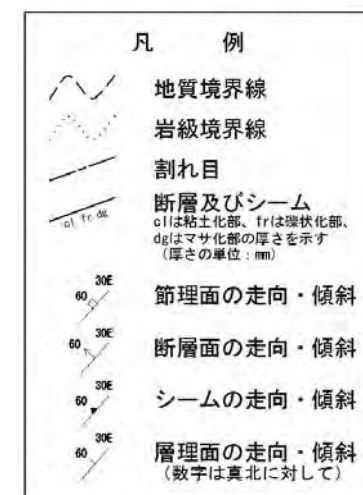 凡　例
地質境界線
岩級境界線
割れ目
断層及びシーム
cl fr dg
clは粘土化部、frは礫状化部、
dgはマサ化部の厚さを示す
(厚さの単位：mm)
60 30E 節理面の走向・傾斜
60 30E 断層面の走向・傾斜
60 30E シームの走向・傾斜
60 30E 層理面の走向・傾斜
(数字は真北に対して)